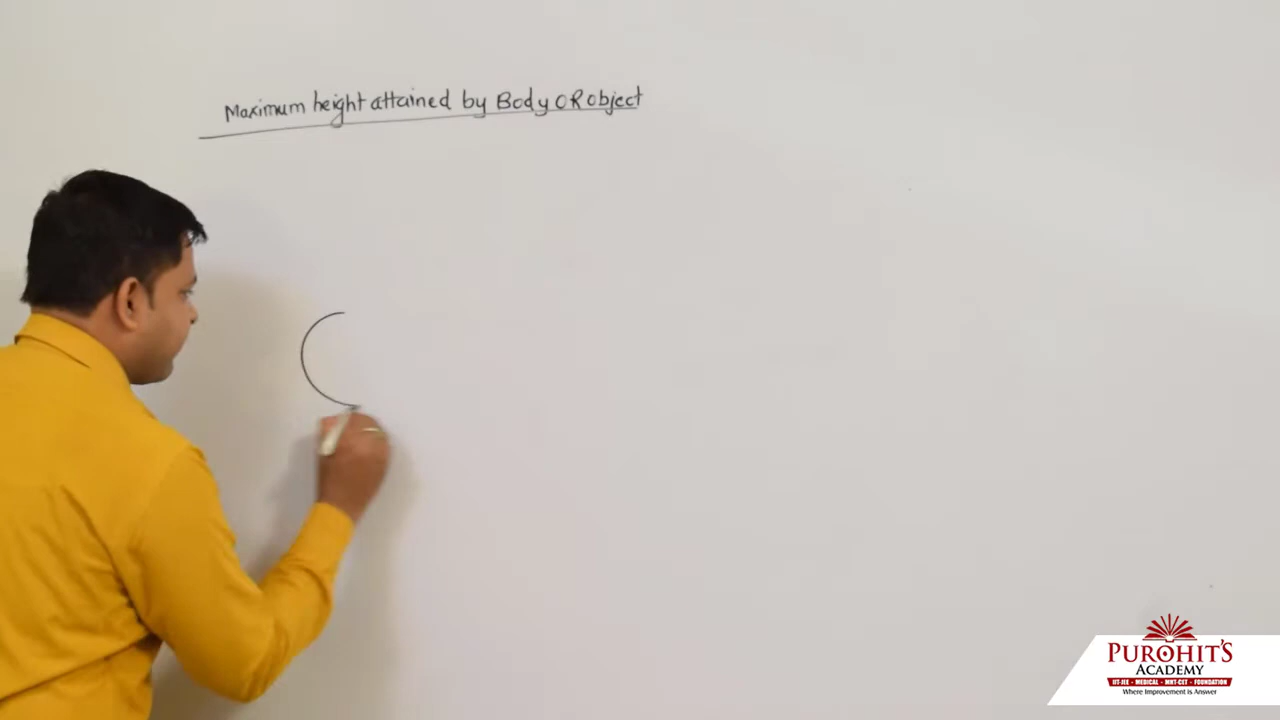 Maximum height attained by Body OR object
PUROHIT'S
ACADEMY
IIT-JEE - MEDICAL - MHT-CET - FOUNDATION
Where Improvement is Answer